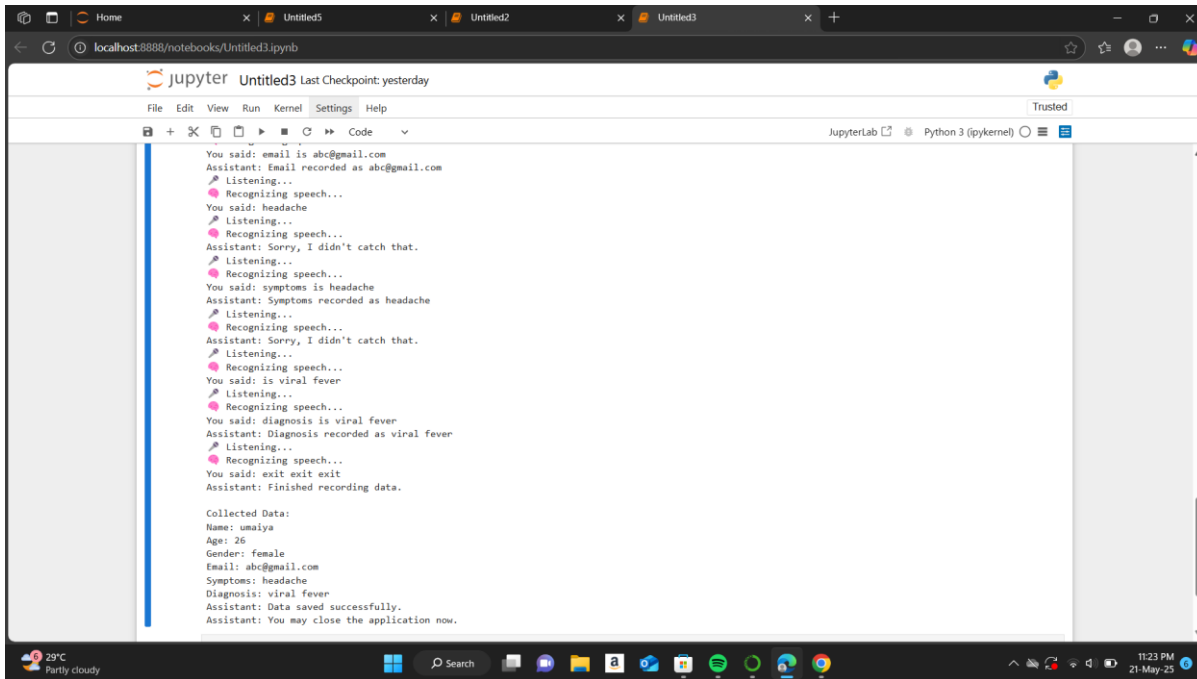 Home
Untitled5
Untitled2
Untitled3
localhost:8888/notebooks/Untitled3.ipynb
jupyter Untitled3 Last Checkpoint: yesterday
File Edit View Run Kernel Settings Help
Trusted
Code
JupyterLab
Python 3 (ipykernel)
You said: email is abc@gmail.com
Assistant: Email recorded as abc@gmail.com
Listening...
Recognizing speech...
You said: headache
Listening...
Recognizing speech...
Assistant: Sorry, I didn't catch that.
Listening...
Recognizing speech...
You said: symptoms is headache
Assistant: Symptoms recorded as headache
Listening...
Recognizing speech...
Assistant: Sorry, I didn't catch that.
Listening...
Recognizing speech...
You said: is viral fever
Listening...
Recognizing speech...
You said: diagnosis is viral fever
Assistant: Diagnosis recorded as viral fever
Listening...
Recognizing speech...
You said: exit exit exit
Assistant: Finished recording data.
Collected Data:
Name: umaiya
Age: 26
Gender: female
Email: abc@gmail.com
Symptoms: headache
Diagnosis: viral fever
Assistant: Data saved successfully.
Assistant: You may close the application now.
6
29°C
Partly cloudy
Search
a
11:23 PM
21-May-25
6